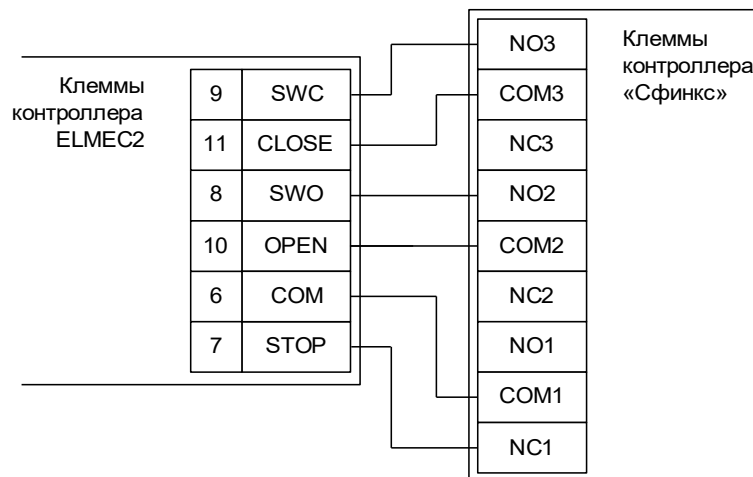 Клеммы
контроллера
ELMEC2
9 SWC
11 CLOSE
8 SWO
10 OPEN
6 COM
7 STOP
NO3
COM3
NC3
NO2
COM2
NC2
NO1
COM1
NC1
Клеммы
контроллера
«Сфинкс»